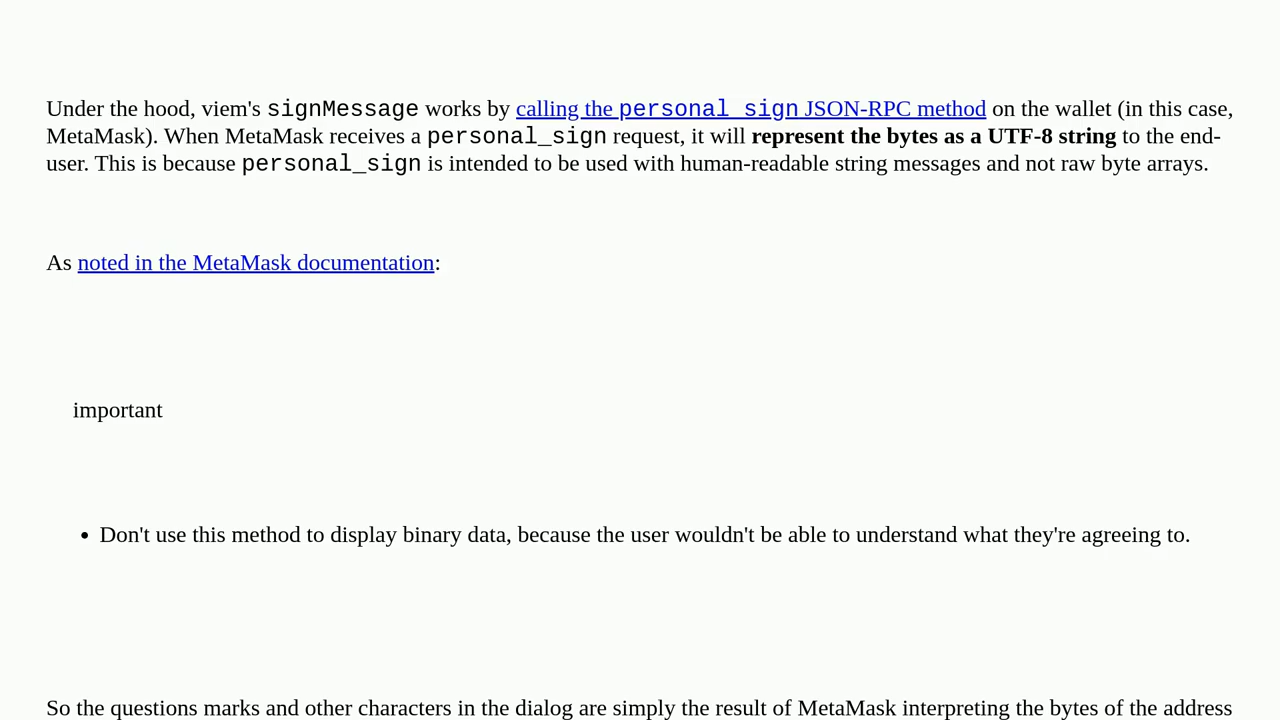 Under the hood, viem's signMessage works by calling the personal_sign JSON-RPC method on the wallet (in this case,
MetaMask). When MetaMask receives a personal_sign request, it will represent the bytes as a UTF-8 string to the end-
user. This is because personal_sign is intended to be used with human-readable string messages and not raw byte arrays.
As noted in the MetaMask documentation:
important
• Don't use this method to display binary data, because the user wouldn't be able to understand what they're agreeing to.
So the questions marks and other characters in the dialog are simply the result of MetaMask interpreting the bytes of the address